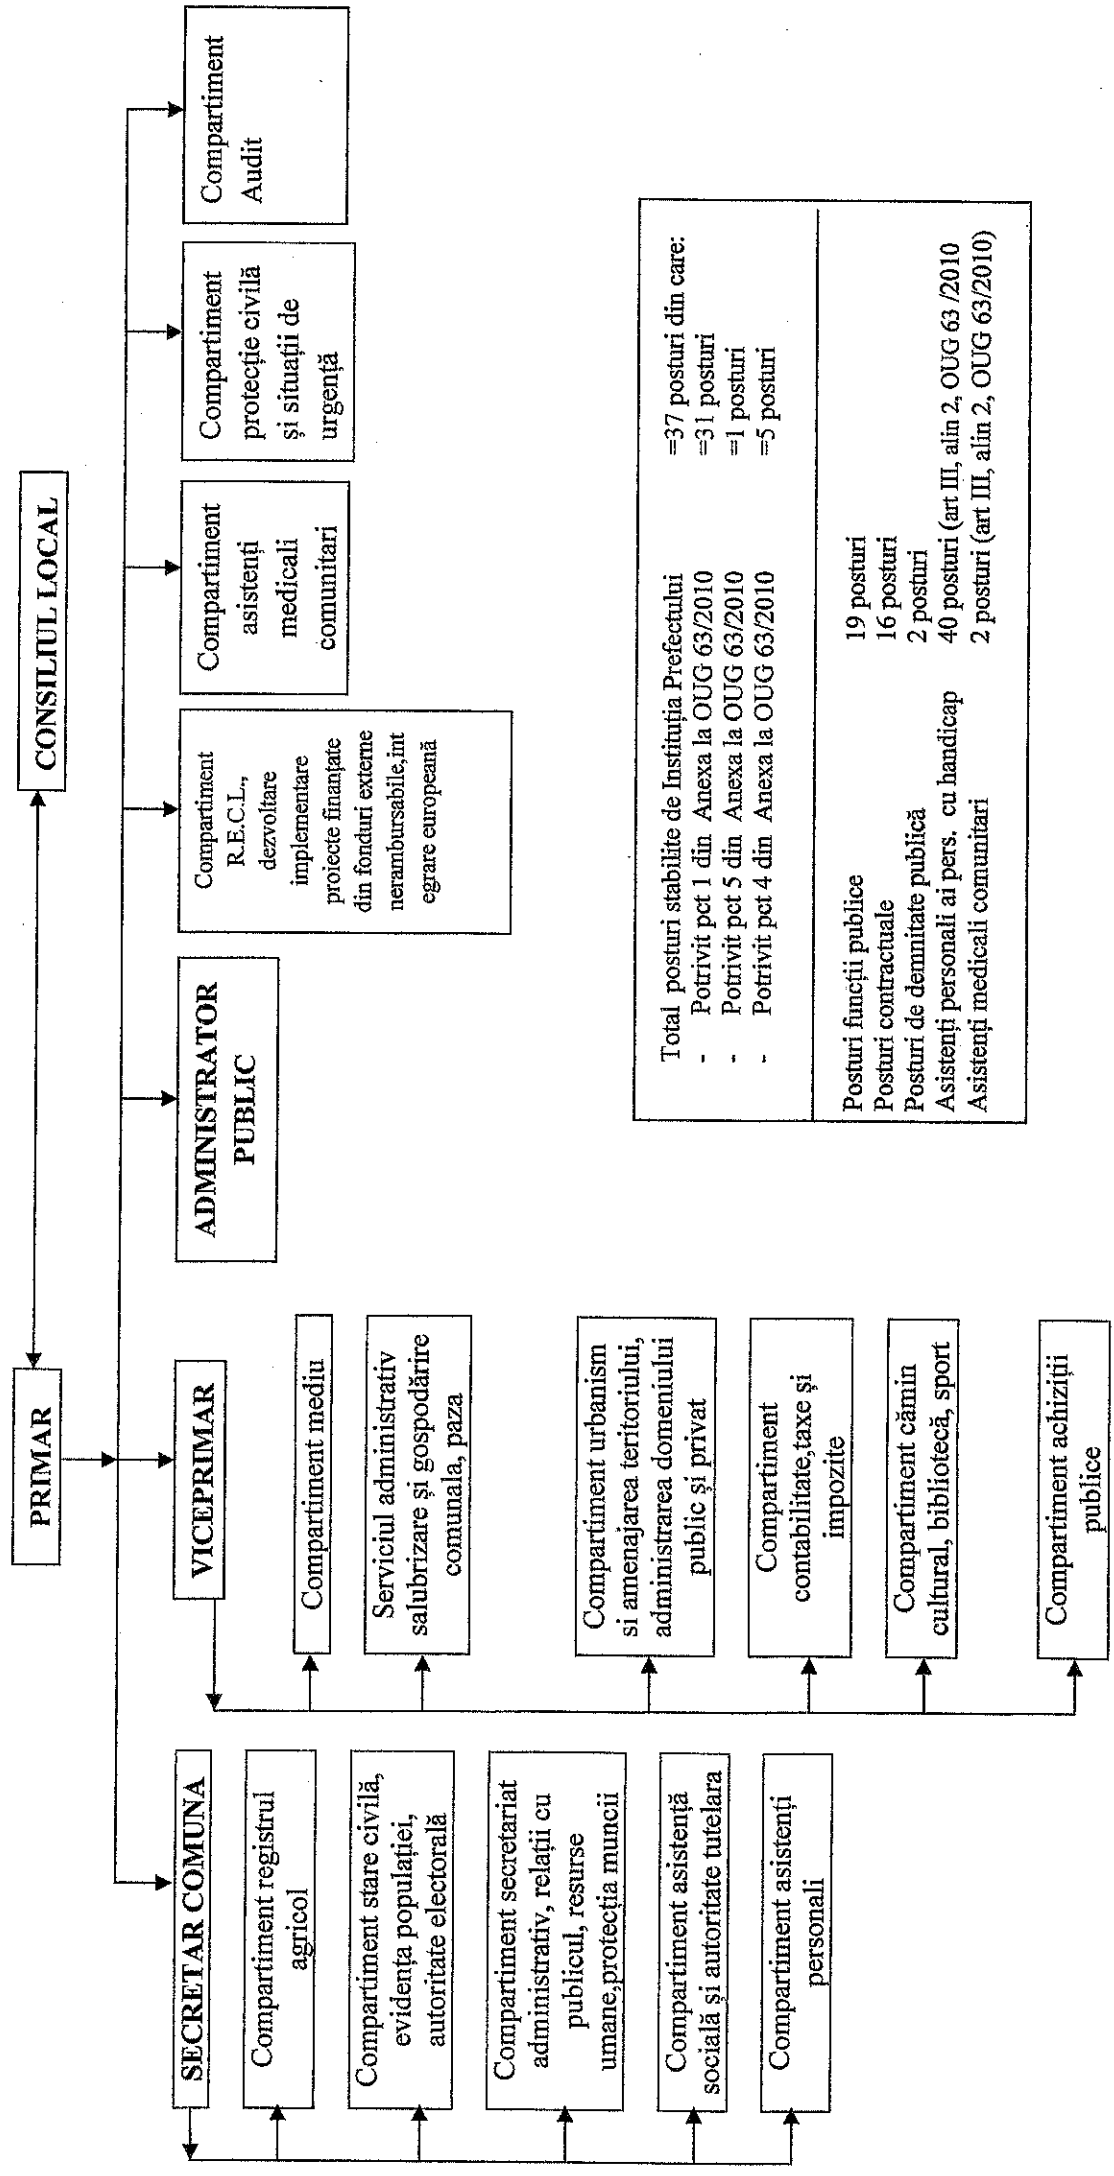 PRIMAR
CONSILIUL LOCAL
SECRETAR COMUNA
VICEPRIMAR
ADMINISTRATOR
PUBLIC
Compartiment
R.E.C.L.,
dezvoltare
implementare
proiecte finanțate
din fonduri externe
nerambursabile,int
egrare europeană
Compartiment
asistenți
medicali
comunitari
Compartiment
protecție civilă
și situații de
urgență
Compartiment
Audit
Compartiment registrul
agricol
Compartiment stare civilă,
evidența populației,
autoritate electorală
Compartiment secretariat
administrativ, relații cu
publicul, resurse
umane,protecția muncii
Compartiment asistență
socială și autoritate tutelara
Compartiment asistenți
personali
Compartiment mediu
Serviciul administrativ
salubrizare și gospodărire
comunala, paza
Compartiment urbanism
si amenajarea teritoriului,
administrarea domeniului
public și privat
Compartiment
contabilitate,taxe și
impozite
Compartiment cămin
cultural, bibliotecă, sport
Compartiment achiziții
publice
Total posturi stabilite de Instituția Prefectului =37 posturi din care:
- Potrivit pct 1 din Anexa la OUG 63/2010 =31 posturi
- Potrivit pct 5 din Anexa la OUG 63/2010 =1 posturi
- Potrivit pct 4 din Anexa la OUG 63/2010 =5 posturi
Posturi funcții publice 19 posturi
Posturi contractuale 16 posturi
Posturi de demnitate publică 2 posturi
Asistenți personali ai pers. cu handicap 40 posturi (art III, alin 2, OUG 63 /2010
Asistenți medicali comunitari 2 posturi (art III, alin 2, OUG 63/2010)